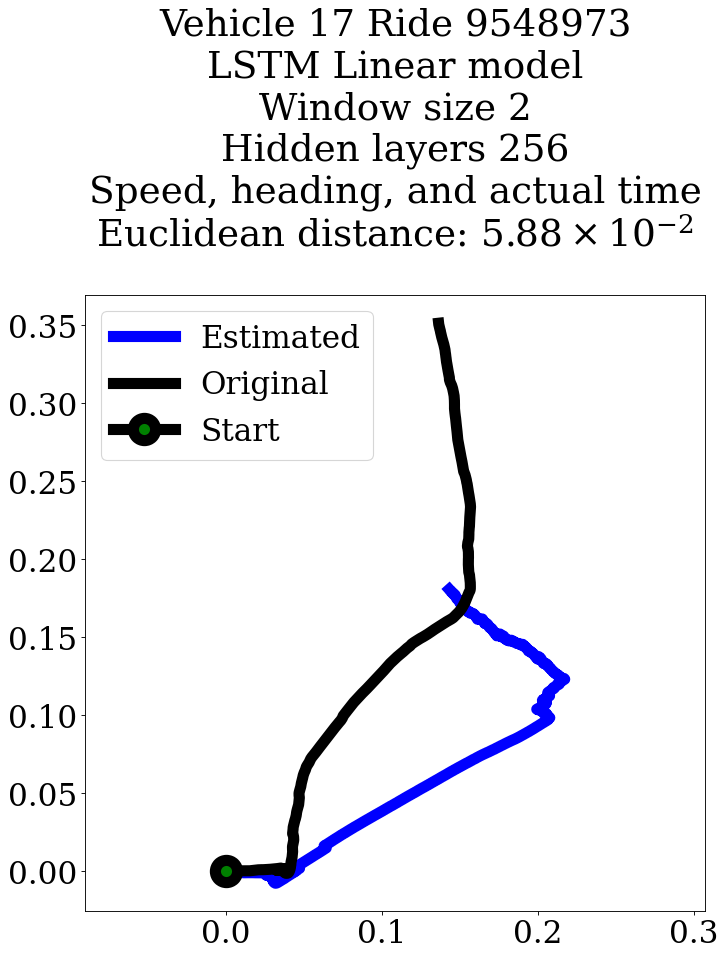 Vehicle 17 Ride 9548973
LSTM Linear model
Window size 2
Hidden layers 256
Speed, heading, and actual time
Euclidean distance: 5.88 × 10⁻²
Estimated
Original
Start
0.35
0.30
0.25
0.20
0.15
0.10
0.05
0.00
0.0 0.1 0.2 0.3